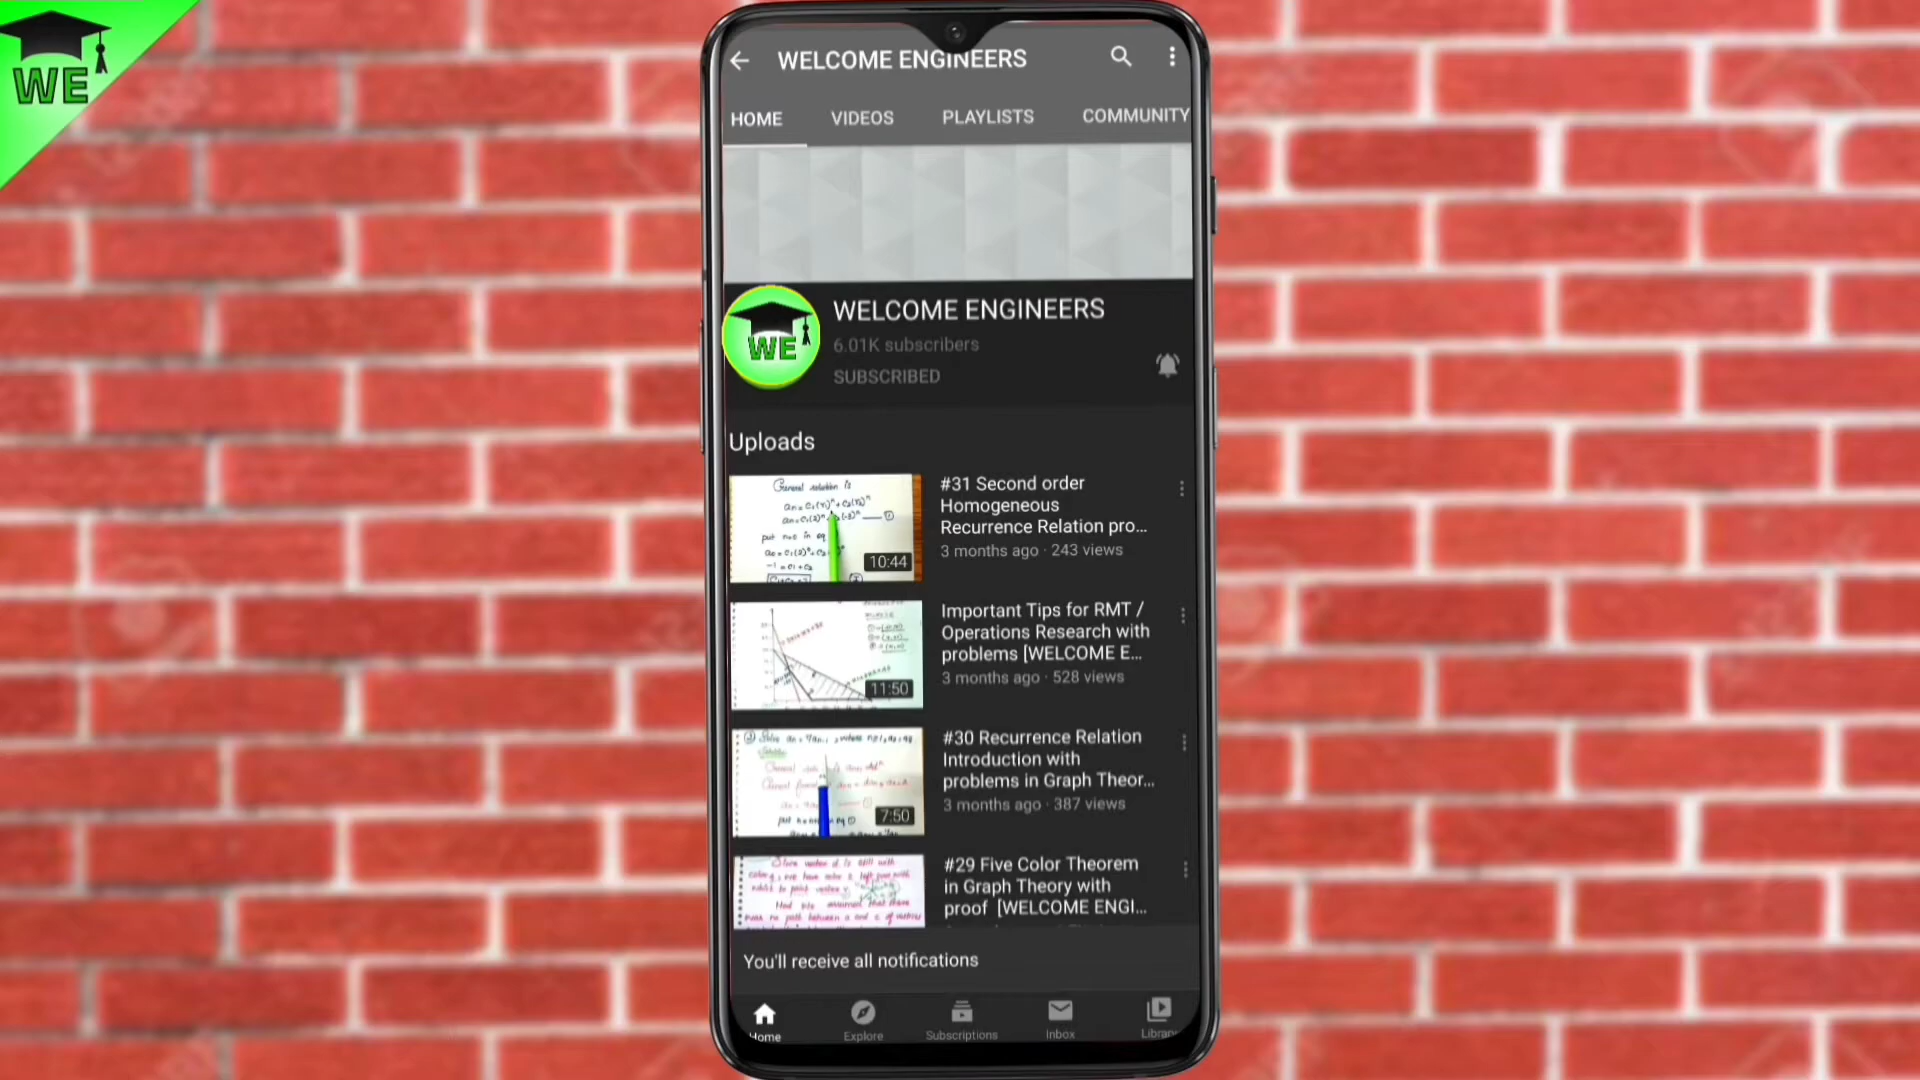 WE
WELCOME ENGINEERS
HOME VIDEOS PLAYLISTS COMMUNITY
WE
WELCOME ENGINEERS
6.01K subscribers
SUBSCRIBED
Uploads
General solution is
10:44
#31 Second order
Homogeneous
Recurrence Relation pro...
3 months ago · 243 views
11:50
Important Tips for RMT /
Operations Research with
problems [WELCOME E...
3 months ago · 528 views
7:50
#30 Recurrence Relation
Introduction with
problems in Graph Theor...
3 months ago · 387 views
#29 Five Color Theorem
in Graph Theory with
proof [WELCOME ENGI...
You'll receive all notifications
Home Explore Subscriptions Inbox Library